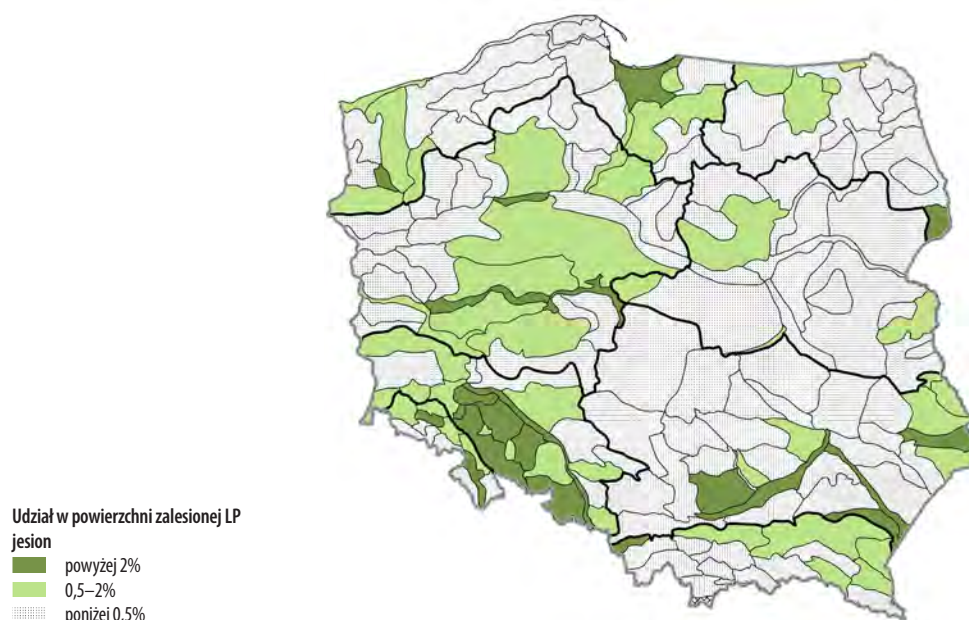 Udział w powierzchni zalesionej LP
jesion
powyżej 2%
0,5–2%
poniżej 0,5%